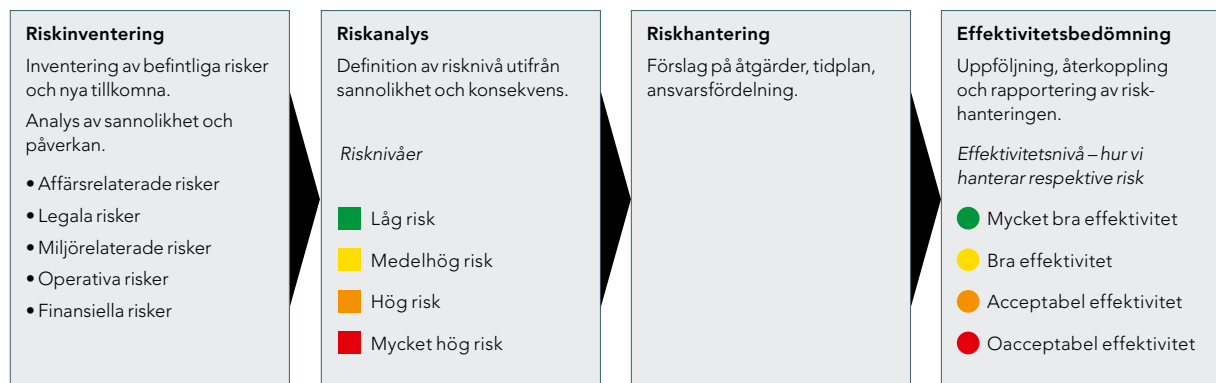 Riskinventering
Inventering av befintliga risker
och nya tillkomna.
Analys av sannolikhet och
påverkan.
• Affärsrelaterade risker
• Legala risker
• Miljörelaterade risker
• Operativa risker
• Finansiella risker
Riskanalys
Definition av risknivå utifrån
sannolikhet och konsekvens.
Risknivåer
Låg risk
Medelhög risk
Hög risk
Mycket hög risk
Riskhantering
Förslag på åtgärder, tidplan,
ansvarsfördelning.
Effektivitetsbedömning
Uppföljning, återkoppling
och rapportering av risk-
hanteringen.
Effektivitetsnivå – hur vi
hanterar respektive risk
Mycket bra effektivitet
Bra effektivitet
Acceptabel effektivitet
Oacceptabel effektivitet